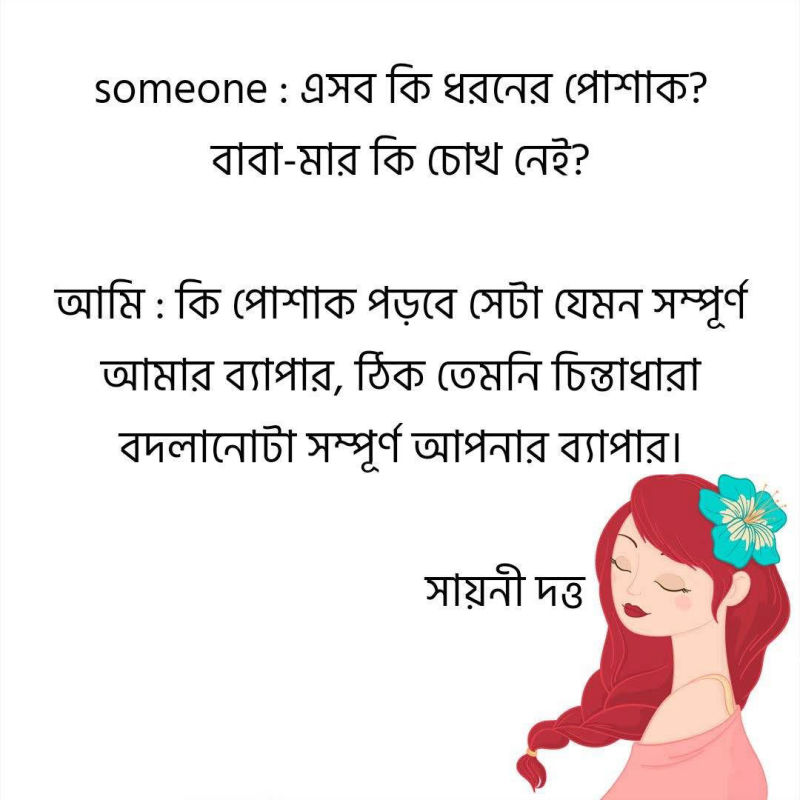 someone : এসব কি ধরনের পোশাক?
বাবা-মার কি চোখ নেই?
আমি : কি পোশাক পড়বে সেটা যেমন সম্পূর্ণ
আমার ব্যাপার, ঠিক তেমনি চিন্তাধারা
বদলানোটা সম্পূর্ণ আপনার ব্যাপার।
সায়নী দত্ত